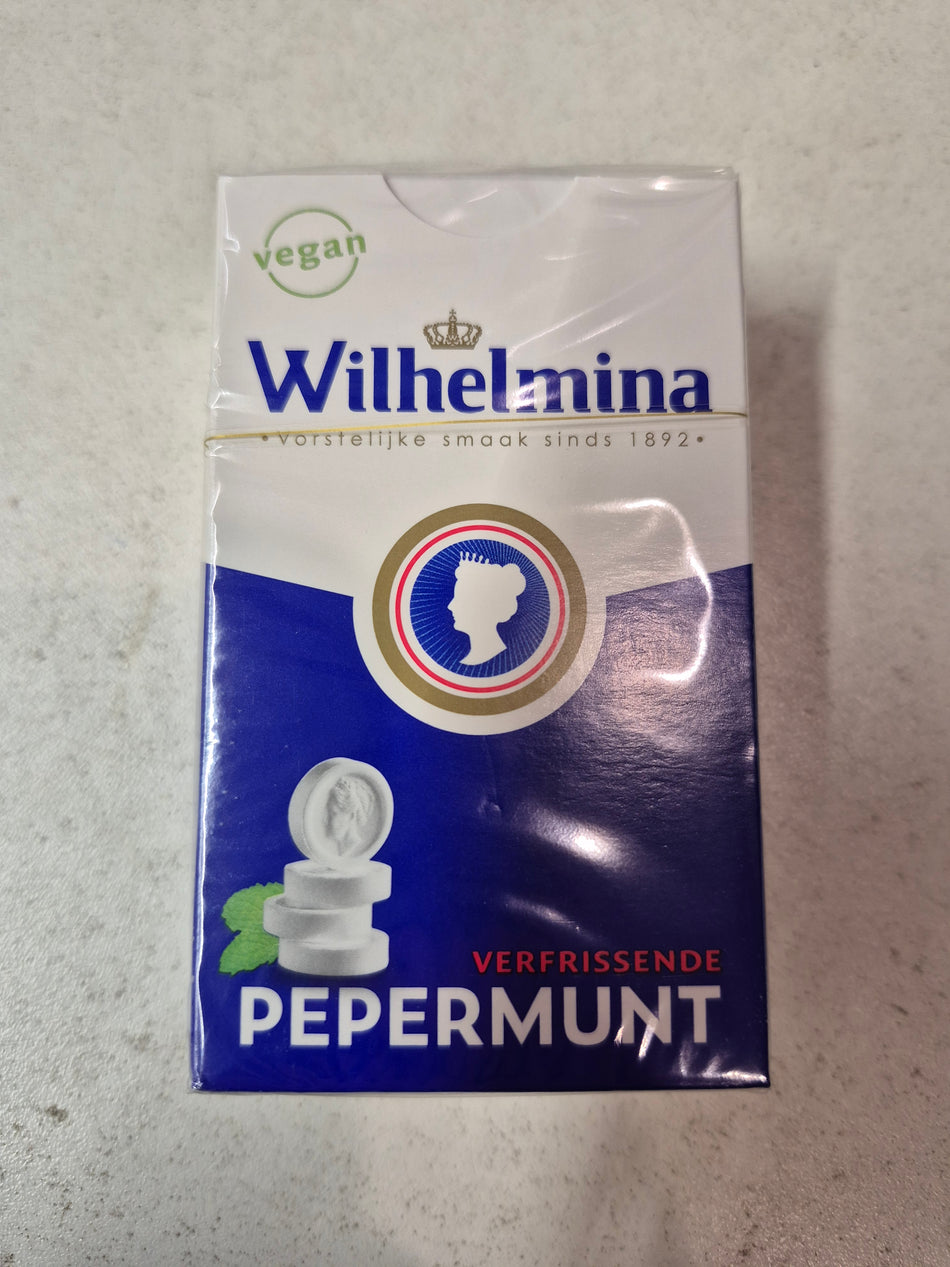 vegan
Wilhelmina
•Vorstelijke smaak sinds 1892•
VERFRISSENDE
PEPERMUNT